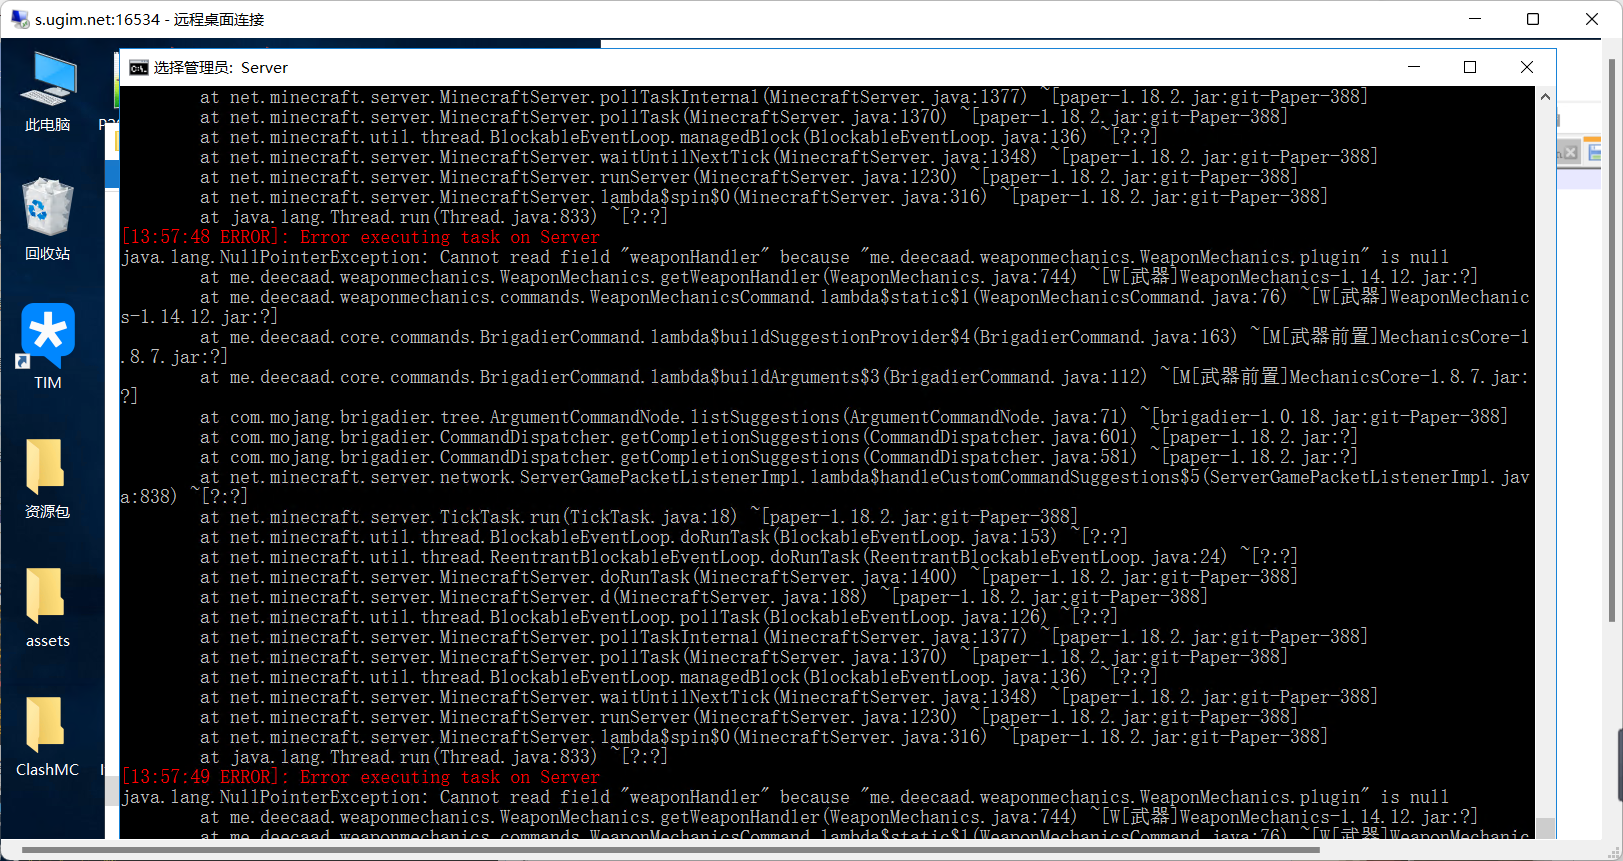 s.ugim.net:16534 - 远程桌面连接
选择管理员: Server
此电脑
回收站
TIM
资源包
assets
ClashMC
at net.minecraft.server.MinecraftServer.pollTaskInternal(MinecraftServer.java:1377) ~[paper-1.18.2.jar:git-Paper-388]
at net.minecraft.server.MinecraftServer.pollTask(MinecraftServer.java:1370) ~[paper-1.18.2.jar:git-Paper-388]
at net.minecraft.util.thread.BlockableEventLoop.managedBlock(BlockableEventLoop.java:136) ~[?:?]
at net.minecraft.server.MinecraftServer.waitUntilNextTick(MinecraftServer.java:1348) ~[paper-1.18.2.jar:git-Paper-388]
at net.minecraft.server.MinecraftServer.runServer(MinecraftServer.java:1230) ~[paper-1.18.2.jar:git-Paper-388]
at net.minecraft.server.MinecraftServer.lambda$spin$0(MinecraftServer.java:316) ~[paper-1.18.2.jar:git-Paper-388]
at java.lang.Thread.run(Thread.java:833) ~[?:?]
[13:57:48 ERROR]: Error executing task on Server
java.lang.NullPointerException: Cannot read field "weaponHandler" because "me.deecaad.weaponmechanics.WeaponMechanics.plugin" is null
at me.deecaad.weaponmechanics.WeaponMechanics.getWeaponHandler(WeaponMechanics.java:744) ~[W[武器]WeaponMechanics-1.14.12.jar:?]
at me.deecaad.weaponmechanics.commands.WeaponMechanicsCommand.lambda$static$1(WeaponMechanicsCommand.java:76) ~[W[武器]WeaponMechanic
s-1.14.12.jar:?]
at me.deecaad.core.commands.BrigadierCommand.lambda$buildSuggestionProvider$4(BrigadierCommand.java:163) ~[M[武器前置]MechanicsCore-1
.8.7.jar:?]
at me.deecaad.core.commands.BrigadierCommand.lambda$buildArguments$3(BrigadierCommand.java:112) ~[M[武器前置]MechanicsCore-1.8.7.jar:
?]
at com.mojang.brigadier.tree.ArgumentCommandNode.listSuggestions(ArgumentCommandNode.java:71) ~[brigadier-1.0.18.jar:git-Paper-388]
at com.mojang.brigadier.CommandDispatcher.getCompletionSuggestions(CommandDispatcher.java:601) ~[paper-1.18.2.jar:?]
at com.mojang.brigadier.CommandDispatcher.getCompletionSuggestions(CommandDispatcher.java:581) ~[paper-1.18.2.jar:?]
at net.minecraft.server.network.ServerGamePacketListenerImpl.lambda$handleCustomCommandSuggestions$5(ServerGamePacketListenerImpl.jav
a:838) ~[?:?]
at net.minecraft.server.TickTask.run(TickTask.java:18) ~[paper-1.18.2.jar:git-Paper-388]
at net.minecraft.util.thread.BlockableEventLoop.doRunTask(BlockableEventLoop.java:153) ~[?:?]
at net.minecraft.util.thread.ReentrantBlockableEventLoop.doRunTask(ReentrantBlockableEventLoop.java:24) ~[?:?]
at net.minecraft.server.MinecraftServer.doRunTask(MinecraftServer.java:1400) ~[paper-1.18.2.jar:git-Paper-388]
at net.minecraft.server.MinecraftServer.d(MinecraftServer.java:188) ~[paper-1.18.2.jar:git-Paper-388]
at net.minecraft.util.thread.BlockableEventLoop.pollTask(BlockableEventLoop.java:126) ~[?:?]
at net.minecraft.server.MinecraftServer.pollTaskInternal(MinecraftServer.java:1377) ~[paper-1.18.2.jar:git-Paper-388]
at net.minecraft.server.MinecraftServer.pollTask(MinecraftServer.java:1370) ~[paper-1.18.2.jar:git-Paper-388]
at net.minecraft.util.thread.BlockableEventLoop.managedBlock(BlockableEventLoop.java:136) ~[?:?]
at net.minecraft.server.MinecraftServer.waitUntilNextTick(MinecraftServer.java:1348) ~[paper-1.18.2.jar:git-Paper-388]
at net.minecraft.server.MinecraftServer.runServer(MinecraftServer.java:1230) ~[paper-1.18.2.jar:git-Paper-388]
at net.minecraft.server.MinecraftServer.lambda$spin$0(MinecraftServer.java:316) ~[paper-1.18.2.jar:git-Paper-388]
at java.lang.Thread.run(Thread.java:833) ~[?:?]
[13:57:49 ERROR]: Error executing task on Server
java.lang.NullPointerException: Cannot read field "weaponHandler" because "me.deecaad.weaponmechanics.WeaponMechanics.plugin" is null
at me.deecaad.weaponmechanics.WeaponMechanics.getWeaponHandler(WeaponMechanics.java:744) ~[W[武器]WeaponMechanics-1.14.12.jar:?]
at me.deecaad.weaponmechanics.commands.WeaponMechanicsCommand.lambda$static$1(WeaponMechanicsCommand.java:76) ~[W[武器]WeaponMechanic